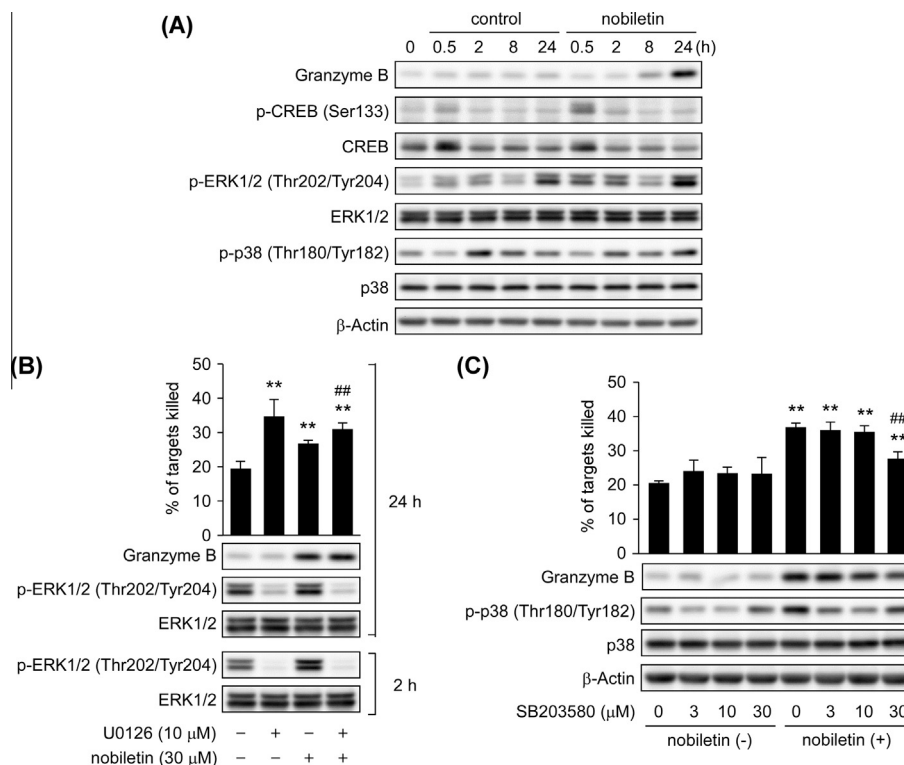 (A)
control nobiletin
0 0.5 2 8 24 0.5 2 8 24 (h)
Granzyme B
p-CREB (Ser133)
CREB
p-ERK1/2 (Thr202/Tyr204)
ERK1/2
p-p38 (Thr180/Tyr182)
p38
β-Actin
(B)
% of targets killed
50
40
30
20
10
0
** ** ## **
24 h
Granzyme B
p-ERK1/2 (Thr202/Tyr204)
ERK1/2
p-ERK1/2 (Thr202/Tyr204)
2 h
ERK1/2
U0126 (10 μM) – + – +
nobiletin (30 μM) – – + +
(C)
% of targets killed
50
40
30
20
10
0
** ** ** ## **
Granzyme B
p-p38 (Thr180/Tyr182)
p38
β-Actin
SB203580 (μM) 0 3 10 30 0 3 10 30
nobiletin (-) nobiletin (+)